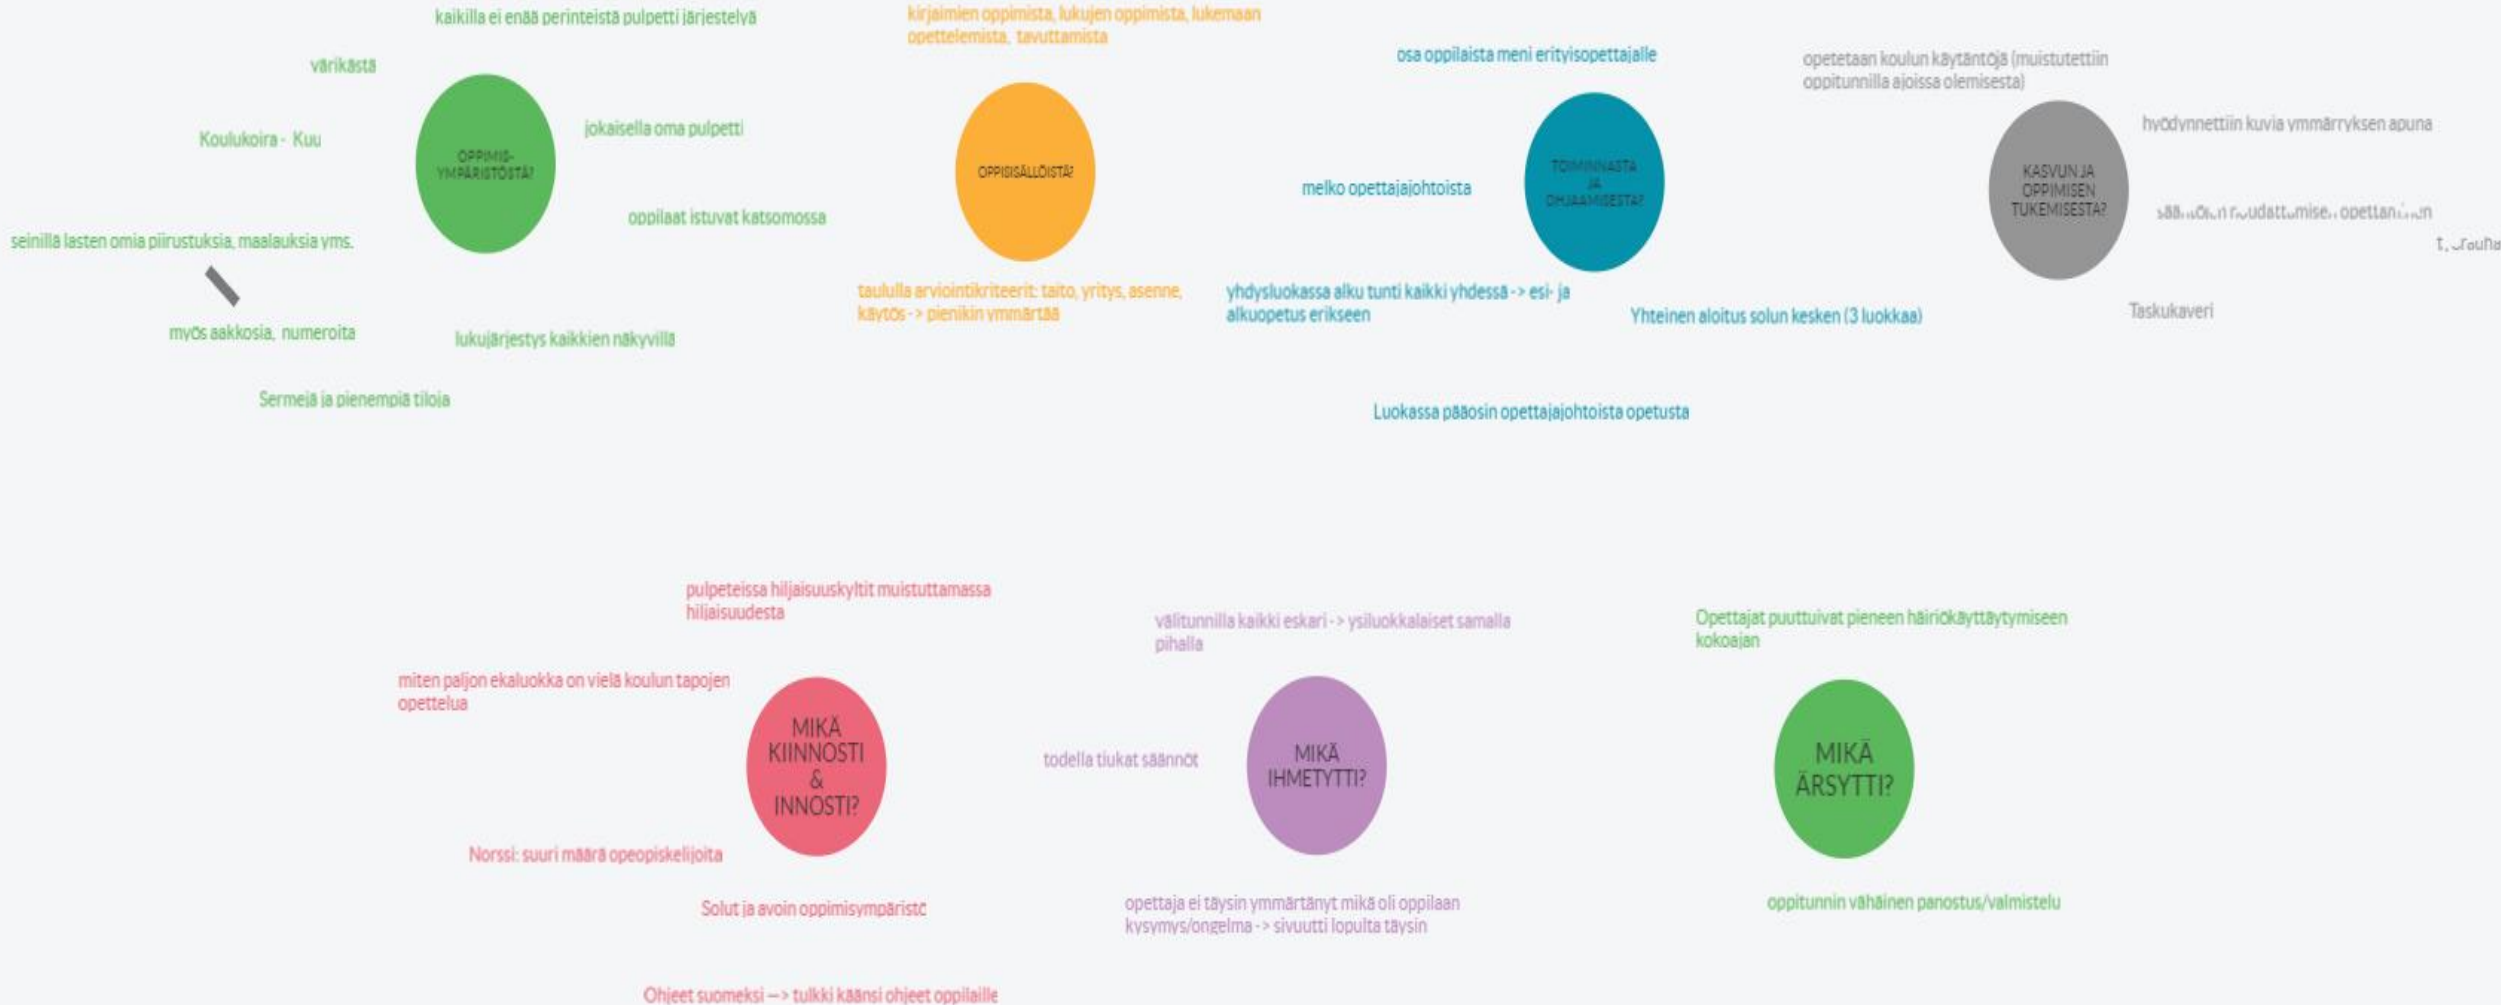 kaikilla ei enää perinteistä pulpetti järjestelyä
värikästä
Koulukoira - Kuu
OPPIMIS-
YMPÄRISTÖSTÄ?
jokaisella oma pulpetti
oppilaat istuvat katsomossa
seinillä lasten omia piirustuksia, maalauksia yms.
myös aakkosia, numeroita
lukujärjestys kaikkien näkyvillä
Sermejä ja pienempiä tiloja
kirjaimien oppimista, lukujen oppimista, lukemaan
opettelemista, tavuttamista
OPPISISÄLLÖISTÄ?
taululla arviointikriteerit: taito, yritys, asenne,
käytös -> pienikin ymmärtää
osa oppilaista meni erityisopettajalle
TOIMINNASTA
JA
OHJAAMISESTA?
melko opettajajohtoista
yhdysluokassa alku tunti kaikki yhdessä -> esi- ja
alkuopetus erikseen
Yhteinen aloitus solun kesken (3 luokkaa)
Luokassa pääosin opettajajohtoista opetusta
opetetaan koulun käytäntöjä (muistutettiin
oppitunnilla ajoissa olemisesta)
KASVUN JA
OPPIMISEN
TUKEMISESTA?
hyödynnettiin kuvia ymmärryksen apuna
Taskukaveri
pulpeteissa hiljaisuuskyltit muistuttamassa
hiljaisuudesta
miten paljon ekaluokka on vielä koulun tapojen
opettelua
MIKÄ
KIINNOSTI
&
INNOSTI?
Norssi: suuri määrä opeopiskelijoita
Solut ja avoin oppimisympäristö
Ohjeet suomeksi —> tulkki käänsi ohjeet oppilaille
välitunnilla kaikki eskari -> ysiluokkalaiset samalla
pihalla
todella tiukat säännöt
MIKÄ
IHMETYTTI?
opettaja ei täysin ymmärtänyt mikä oli oppilaan
kysymys/ongelma -> sivuutti lopulta täysin
Opettajat puuttuivat pieneen häiriökäyttäytymiseen
kokoajan
MIKÄ
ÄRSYTTI?
oppitunnin vähäinen panostus/valmistelu